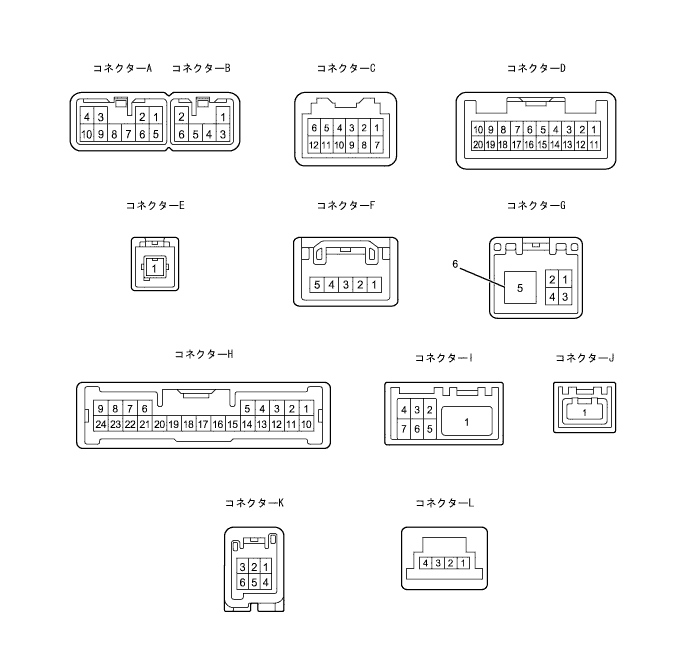 コネクターA コネクターB コネクターC コネクターD
4 3 2 1 2 1
10 9 8 7 6 5 6 5 4 3
6 5 4 3 2 1
12 11 10 9 8 7
10 9 8 7 6 5 4 3 2 1
20 19 18 17 16 15 14 13 12 11
コネクターE コネクターF コネクターG
1
5 4 3 2 1
6
5
2 1
4 3
コネクターH コネクターI コネクターJ
9 8 7 6 5 4 3 2 1
24 23 22 21 20 19 18 17 16 15 14 13 12 11 10
4 3 2
7 6 5
1
1
コネクターK コネクターL
3 2 1
6 5 4
4 3 2 1